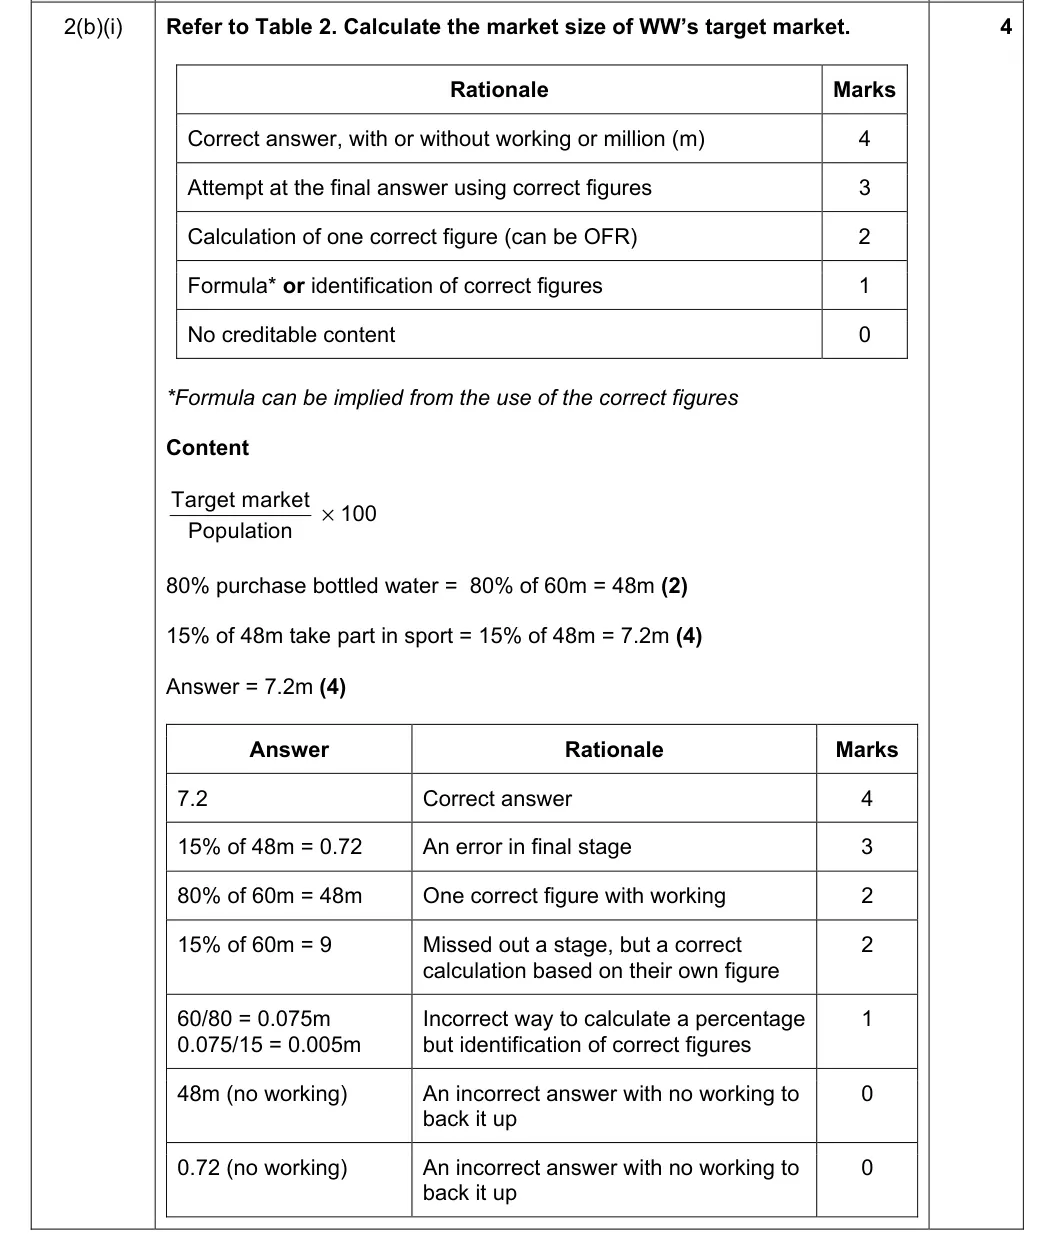 2(b)(i)
Refer to Table 2. Calculate the market size of WW’s target market.
4
Rationale
Marks
Correct answer, with or without working or million (m)
4
Attempt at the final answer using correct figures
3
Calculation of one correct figure (can be OFR)
2
Formula* or identification of correct figures
1
No creditable content
0
*Formula can be implied from the use of the correct figures
Content
Target market
Population
× 100
80% purchase bottled water =  80% of 60m = 48m (2)
15% of 48m take part in sport = 15% of 48m = 7.2m (4)
Answer = 7.2m (4)
Answer
Rationale
Marks
7.2
Correct answer
4
15% of 48m = 0.72
An error in final stage
3
80% of 60m = 48m
One correct figure with working
2
15% of 60m = 9
Missed out a stage, but a correct
calculation based on their own figure
2
60/80 = 0.075m
0.075/15 = 0.005m
Incorrect way to calculate a percentage
but identification of correct figures
1
48m (no working)
An incorrect answer with no working to
back it up
0
0.72 (no working)
An incorrect answer with no working to
back it up
0